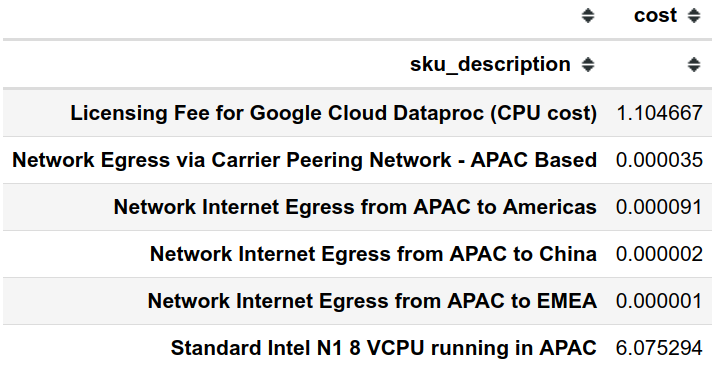 cost
sku_description
Licensing Fee for Google Cloud Dataproc (CPU cost) 1.104667
Network Egress via Carrier Peering Network - APAC Based 0.000035
Network Internet Egress from APAC to Americas 0.000091
Network Internet Egress from APAC to China 0.000002
Network Internet Egress from APAC to EMEA 0.000001
Standard Intel N1 8 VCPU running in APAC 6.075294